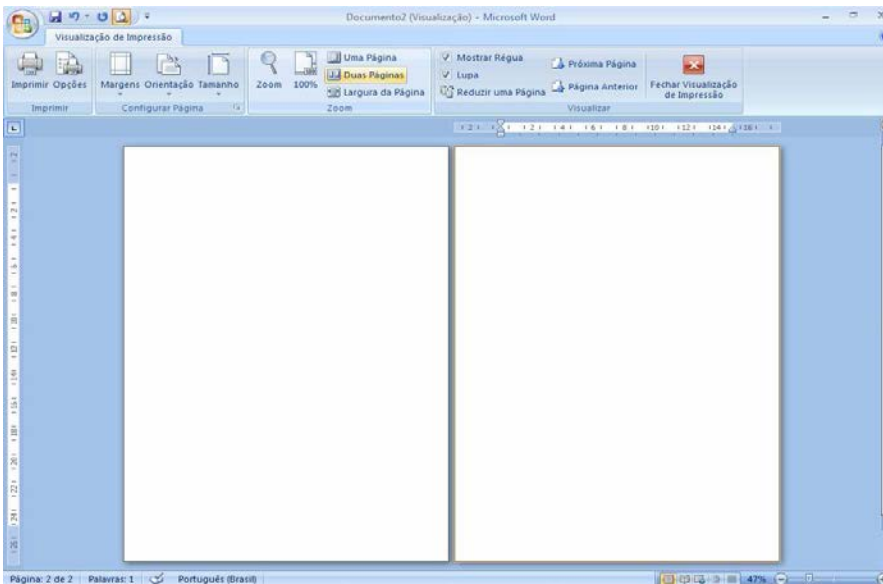 Documento2 (Visualização) - Microsoft Word
Visualização de Impressão
Imprimir Opções
Margens Orientação Tamanho
Zoom 100%
Uma Página
Duas Páginas
Largura da Página
Mostrar Régua
Lupa
Reduzir uma Página
Próxima Página
Página Anterior
Fechar Visualização
de Impressão
Imprimir
Configurar Página
Zoom
Visualizar
Página: 2 de 2 Palavras: 1 Português (Brasil) 47%